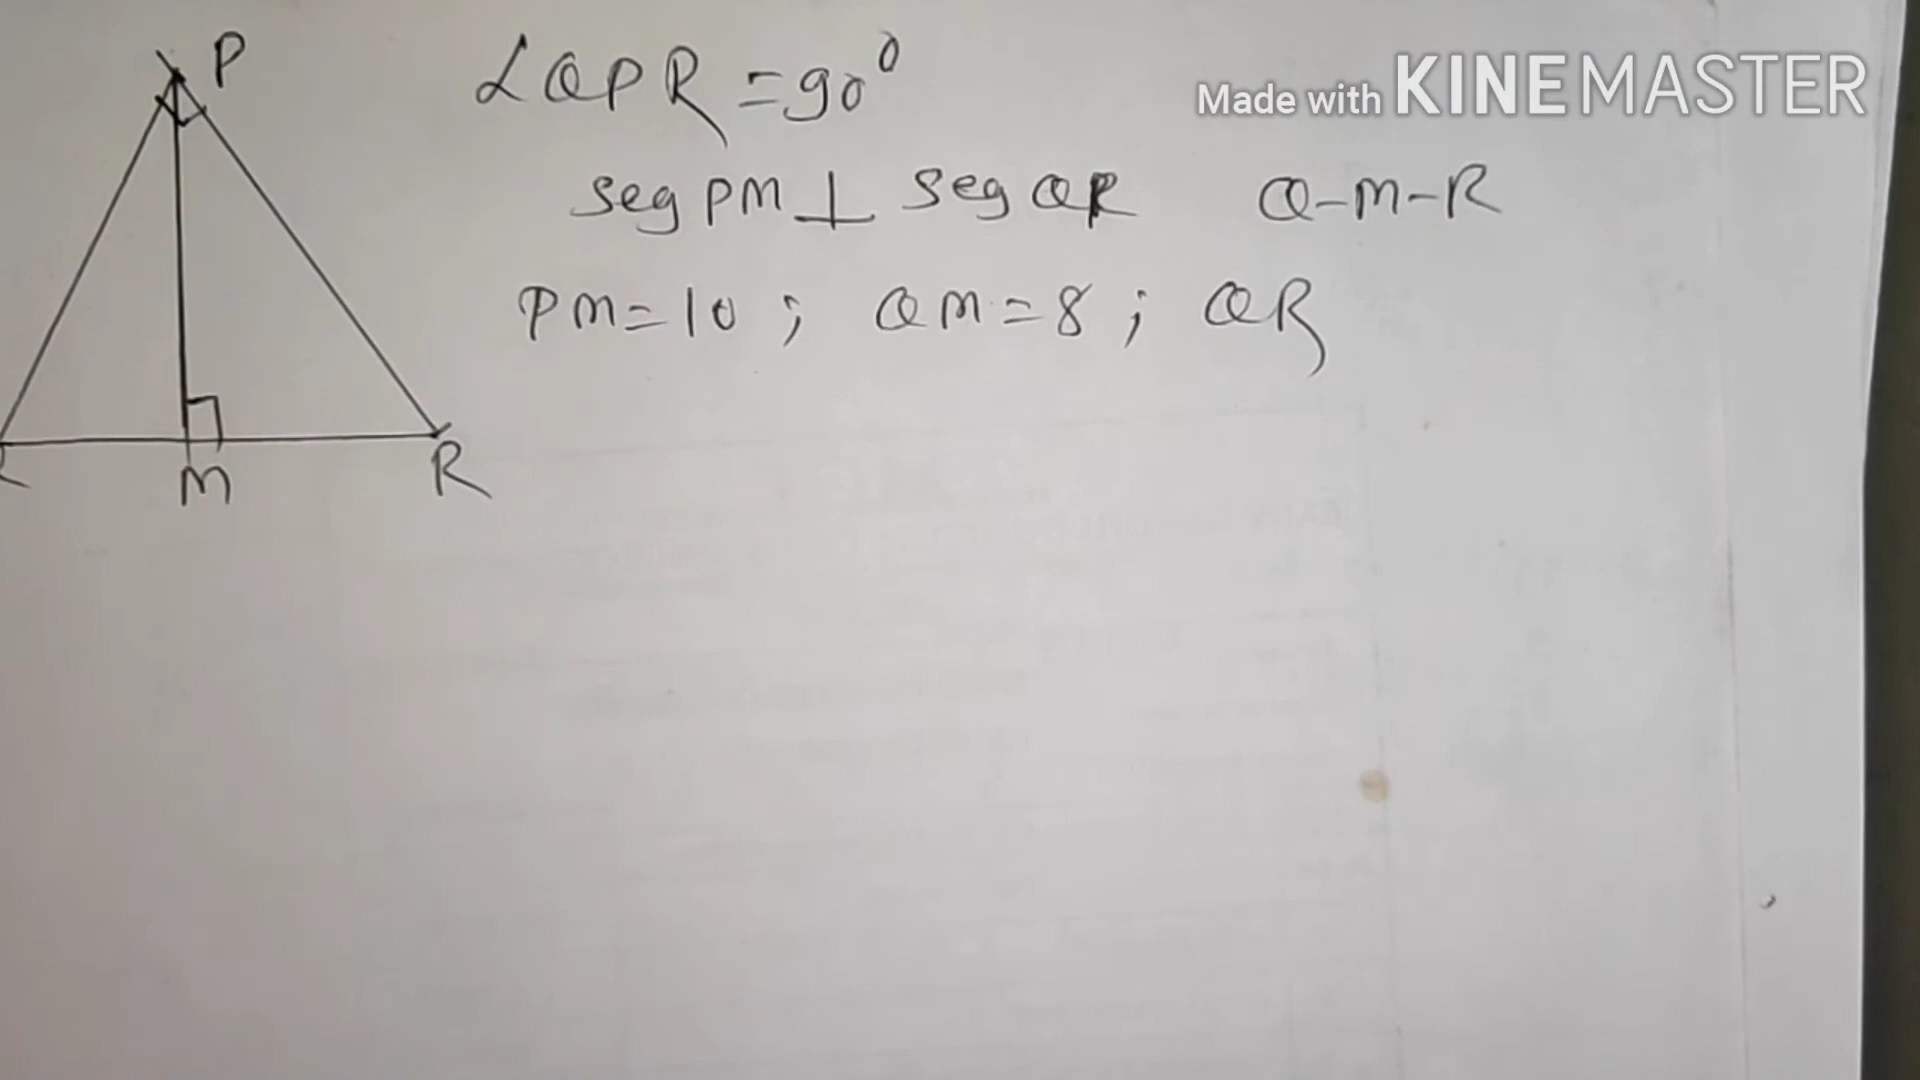 P
∠QPR = 90°
Made with KINEMASTER
seg PM ⊥ seg QR Q-M-R
PM = 10 ; QM = 8 ; QR
M R